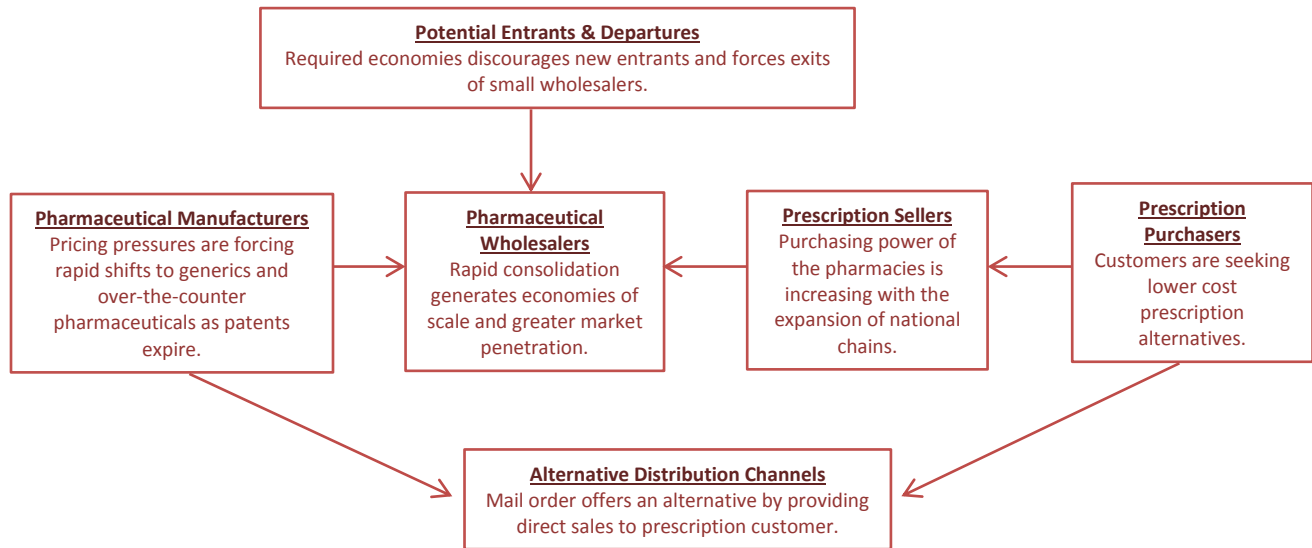 Potential Entrants & Departures
Required economies discourages new entrants and forces exits
of small wholesalers.
Pharmaceutical Manufacturers
Pricing pressures are forcing
rapid shifts to generics and
over-the-counter
pharmaceuticals as patents
expire.
Pharmaceutical
Wholesalers
Rapid consolidation
generates economies of
scale and greater market
penetration.
Prescription Sellers
Purchasing power of
the pharmacies is
increasing with the
expansion of national
chains.
Prescription
Purchasers
Customers are seeking
lower cost
prescription
alternatives.
Alternative Distribution Channels
Mail order offers an alternative by providing
direct sales to prescription customer.